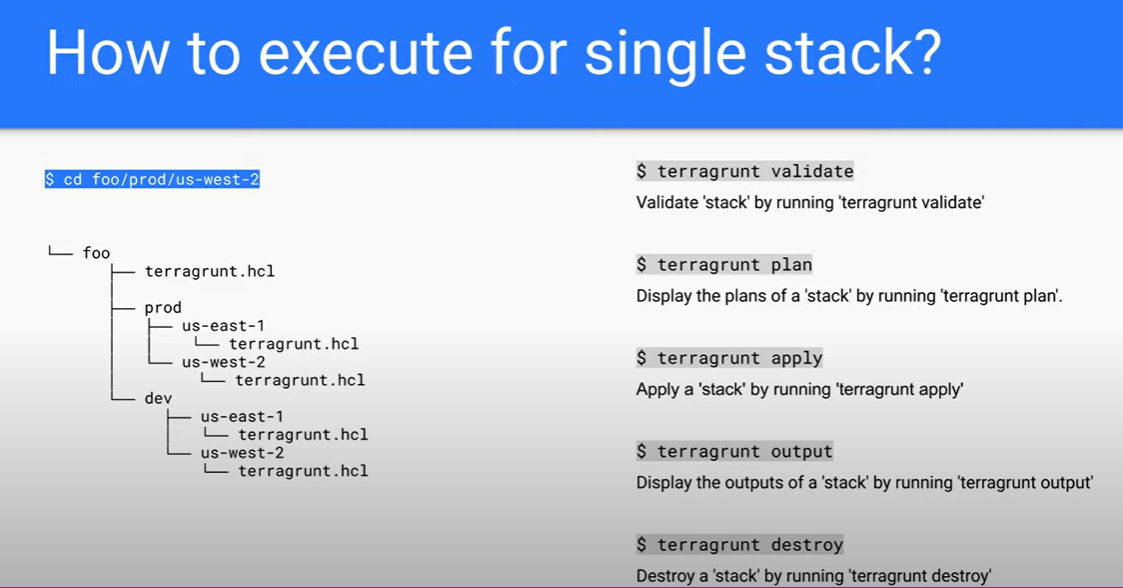 How to execute for single stack?
$ cd foo/prod/us-west-2
└── foo
├── terragrunt.hcl
├── prod
├── us-east-1
└── terragrunt.hcl
└── us-west-2
└── terragrunt.hcl
└── dev
├── us-east-1
└── terragrunt.hcl
└── us-west-2
└── terragrunt.hcl
$ terragrunt validate
Validate 'stack' by running 'terragrunt validate'
$ terragrunt plan
Display the plans of a 'stack' by running 'terragrunt plan'.
$ terragrunt apply
Apply a 'stack' by running 'terragrunt apply'
$ terragrunt output
Display the outputs of a 'stack' by running 'terragrunt output'
$ terragrunt destroy
Destroy a 'stack' by running 'terragrunt destroy'